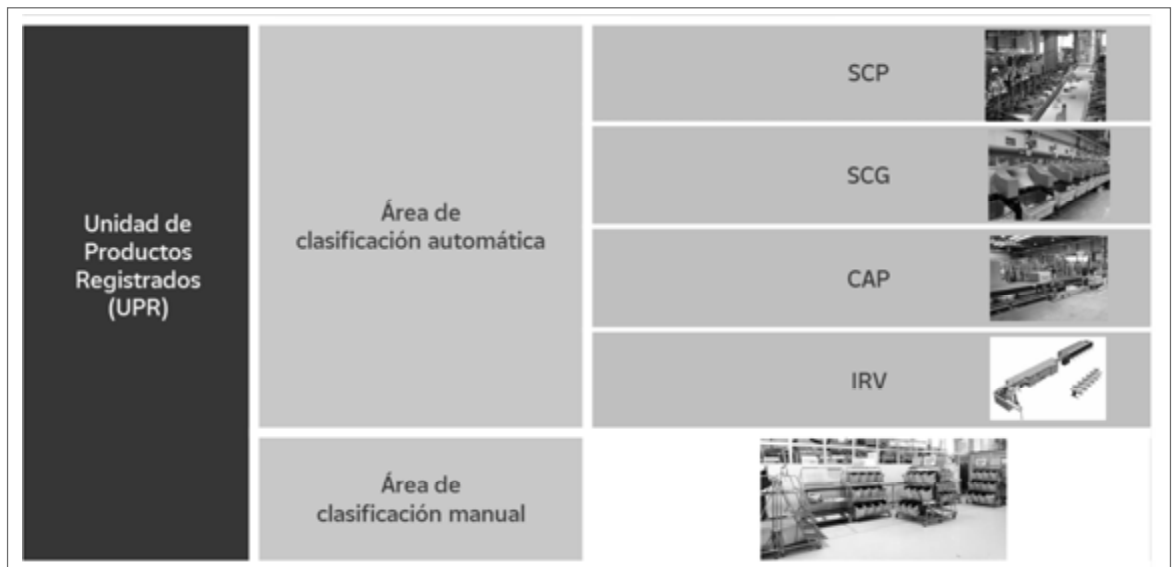 Unidad de
Productos
Registrados
(UPR)
Área de
clasificación automática
SCP
SCG
CAP
IRV
Área de
clasificación manual